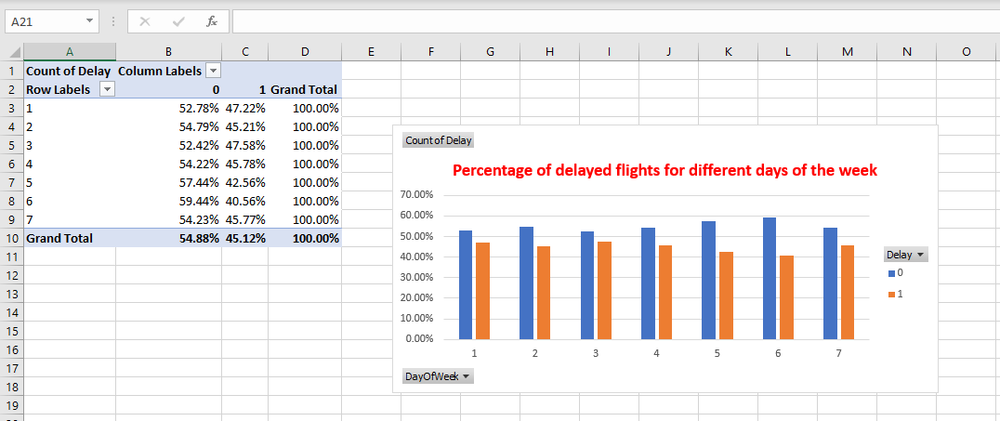 A21
fx
A B C D E F G H I J K L M N O
1 Count of Delay Column Labels
2 Row Labels 0 1 Grand Total
3 1 52.78% 47.22% 100.00%
4 2 54.79% 45.21% 100.00%
5 3 52.42% 47.58% 100.00%
6 4 54.22% 45.78% 100.00%
7 5 57.44% 42.56% 100.00%
8 6 59.44% 40.56% 100.00%
9 7 54.23% 45.77% 100.00%
10 Grand Total 54.88% 45.12% 100.00%
11
12
13
14
15
16
17
18
19
Count of Delay
Percentage of delayed flights for different days of the week
70.00%
60.00%
50.00%
40.00%
30.00%
20.00%
10.00%
0.00%
1 2 3 4 5 6 7
DayOfWeek
Delay
0
1